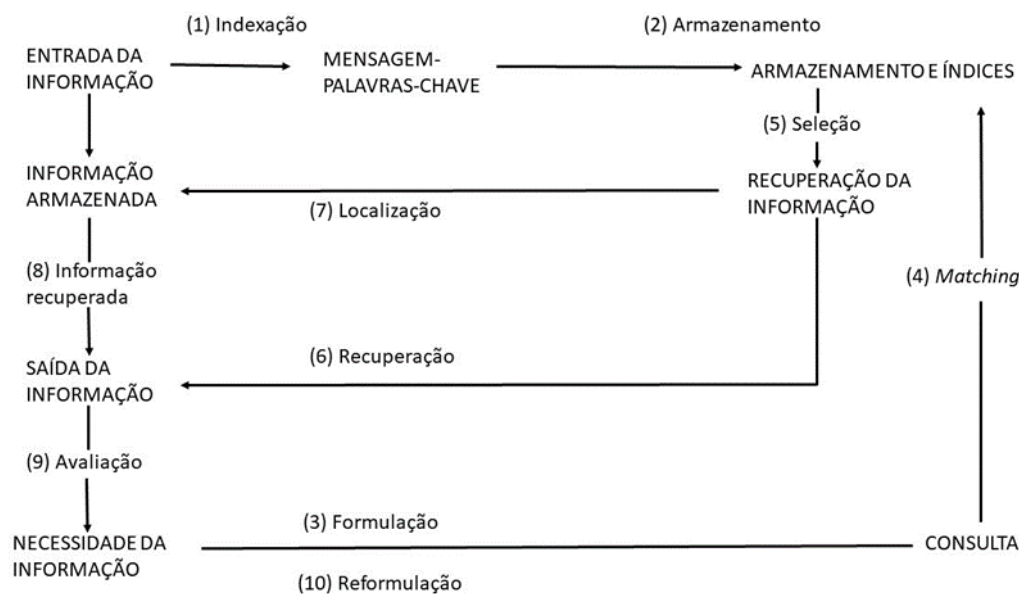 (1) Indexação
(2) Armazenamento
ENTRADA DA
INFORMAÇÃO
MENSAGEM-
PALAVRAS-CHAVE
ARMAZENAMENTO E ÍNDICES
(5) Seleção
INFORMAÇÃO
ARMAZENADA
RECUPERAÇÃO DA
INFORMAÇÃO
(7) Localização
(8) Informação
recuperada
(4) Matching
(6) Recuperação
SAÍDA DA
INFORMAÇÃO
(9) Avaliação
(3) Formulação
NECESSIDADE DA
INFORMAÇÃO
CONSULTA
(10) Reformulação